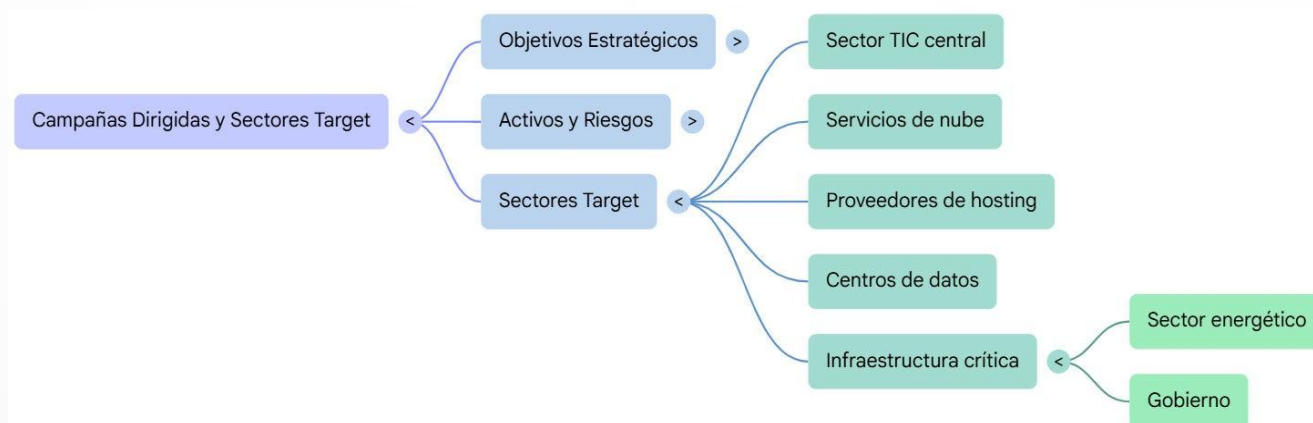 Campañas Dirigidas y Sectores Target
<
Objetivos Estratégicos
>
Activos y Riesgos
>
Sectores Target
<
Sector TIC central
Servicios de nube
Proveedores de hosting
Centros de datos
Infraestructura crítica
<
Sector energético
Gobierno